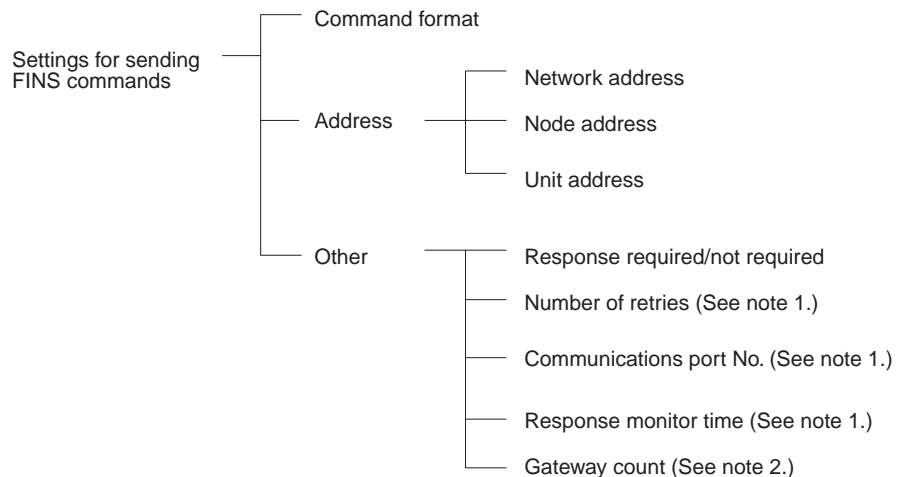 Settings for sending
FINS commands
Command format
Address
Network address
Node address
Unit address
Other
Response required/not required
Number of retries (See note 1.)
Communications port No. (See note 1.)
Response monitor time (See note 1.)
Gateway count (See note 2.)